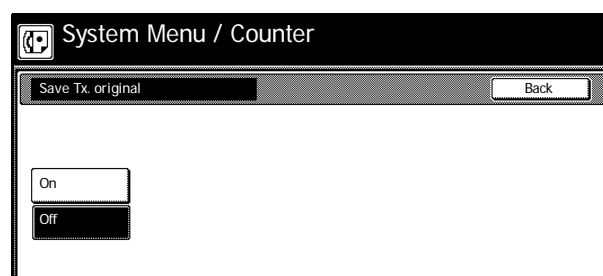 System Menu / Counter
Save Tx. original
Back
On
Off